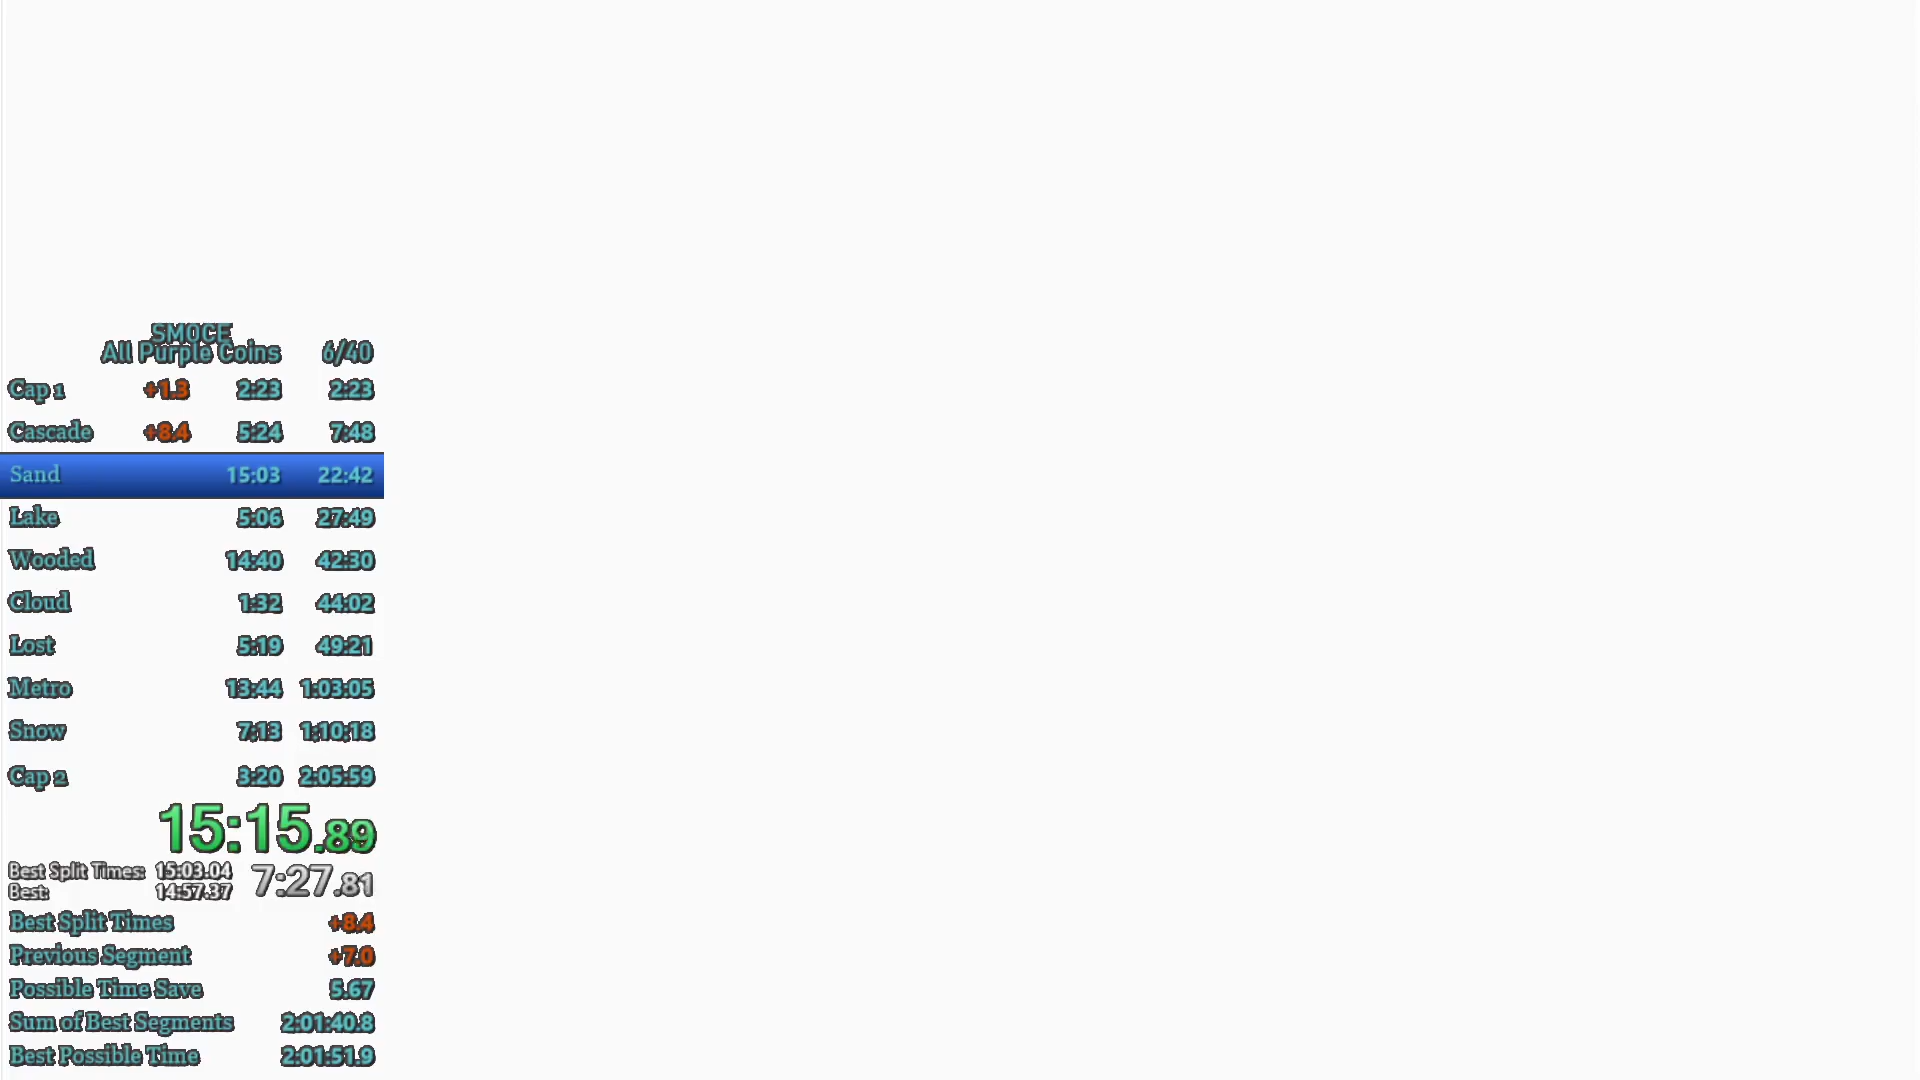 SMOCE
All Purple Coins 6/40
Cap 1 +1.3 2:23 2:23
Cascade +8.4 5:24 7:48
Sand 15:03 22:42
Lake 5:06 27:49
Wooded 14:40 42:30
Cloud 1:32 44:02
Lost 5:19 49:21
Metro 13:44 1:03:05
Snow 7:13 1:10:18
Cap 2 3:20 2:05:59
15:15.89
Best Split Times: 15:03.04 7:27.81
Best: 14:57.37
Best Split Times +8.4
Previous Segment +7.0
Possible Time Save 5.67
Sum of Best Segments 2:01:40.8
Best Possible Time 2:01:51.9